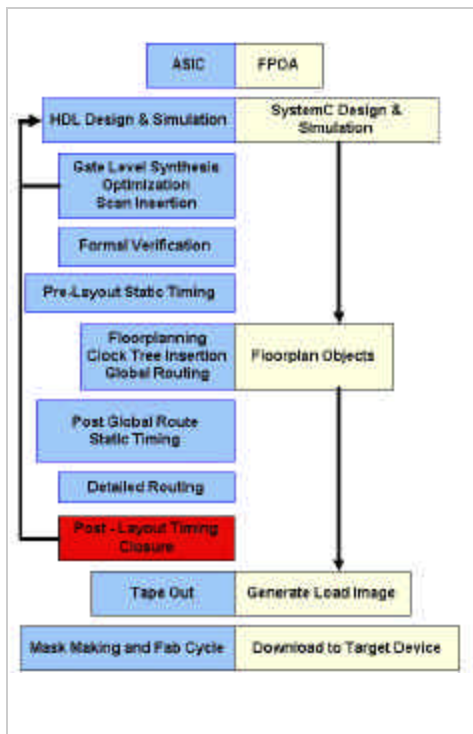 ASIC FPOA
HDL Design & Simulation
SystemC Design &
Simulation
Gate Level Synthesis
Optimization
Scan Insertion
Formal Verification
Pre-Layout Static Timing
Floorplanning
Clock Tree Insertion
Global Routing
Floorplan Objects
Post Global Route
Static Timing
Detailed Routing
Post - Layout Timing
Closure
Tape Out
Generate Load Image
Mask Making and Fab Cycle
Download to Target Device